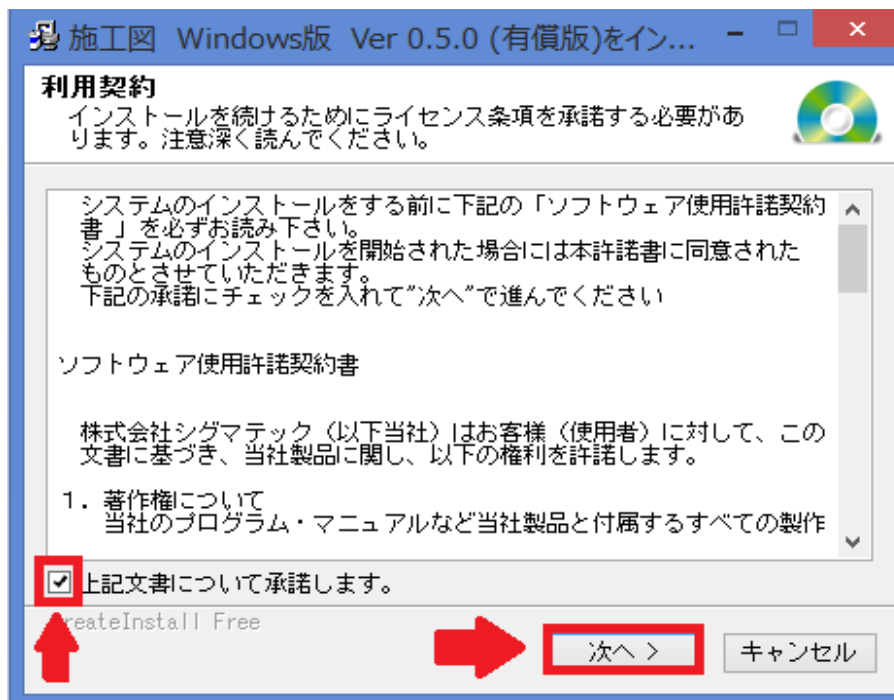 施工図 Windows版 Ver 0.5.0 (有償版)をイン...
利用契約
インストールを続けるためにライセンス条項を承諾する必要があ
ります。注意深く読んでください。
システムのインストールをする前に下記の「ソフトウェア使用許諾契約
書 」を必ずお読み下さい。
システムのインストールを開始された場合には本許諾書に同意された
ものとさせていただきます。
下記の承諾にチェックを入れて"次へ"で進んでください
ソフトウェア使用許諾契約書
株式会社シグマテック（以下当社）はお客様（使用者）に対して、この
文書に基づき、当社製品に関し、以下の権利を許諾します。
１．著作権について
当社のプログラム・マニュアルなど当社製品と付属するすべての製作
上記文書について承諾します。
reateInstall Free
次へ >
キャンセル